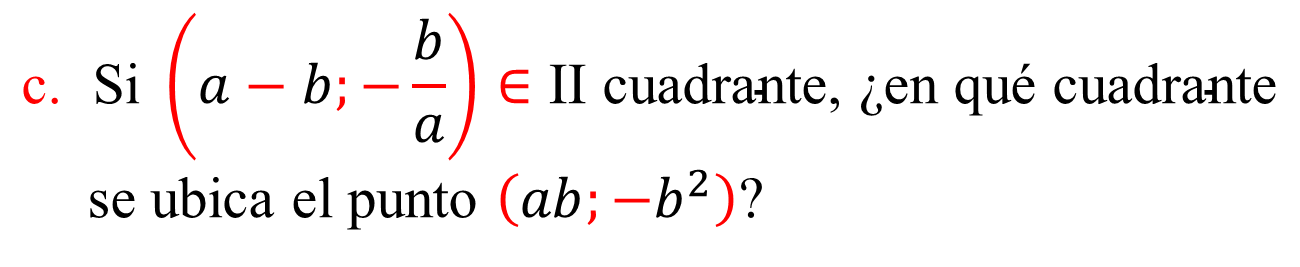 c. Si (a − b; −b/a) ∈ II cuadrante, ¿en qué cuadrante
se ubica el punto (ab; −b²)?